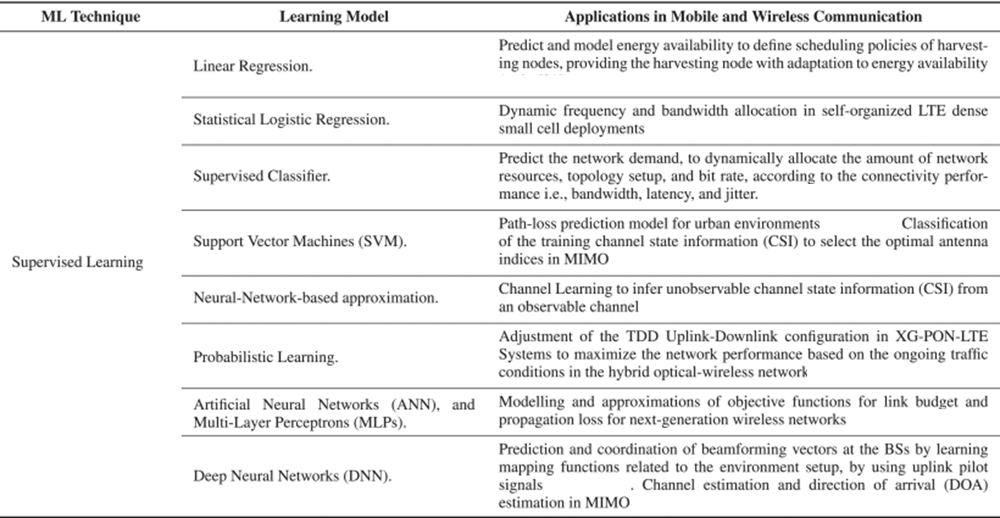 ML Technique Learning Model Applications in Mobile and Wireless Communication
Supervised Learning
Linear Regression.
Predict and model energy availability to define scheduling policies of harvest-
ing nodes, providing the harvesting node with adaptation to energy availability
Statistical Logistic Regression.
Dynamic frequency and bandwidth allocation in self-organized LTE dense
small cell deployments
Supervised Classifier.
Predict the network demand, to dynamically allocate the amount of network
resources, topology setup, and bit rate, according to the connectivity perfor-
mance i.e., bandwidth, latency, and jitter.
Support Vector Machines (SVM).
Path-loss prediction model for urban environments Classification
of the training channel state information (CSI) to select the optimal antenna
indices in MIMO
Neural-Network-based approximation.
Channel Learning to infer unobservable channel state information (CSI) from
an observable channel
Probabilistic Learning.
Adjustment of the TDD Uplink-Downlink configuration in XG-PON-LTE
Systems to maximize the network performance based on the ongoing traffic
conditions in the hybrid optical-wireless network
Artificial Neural Networks (ANN), and
Multi-Layer Perceptrons (MLPs).
Modelling and approximations of objective functions for link budget and
propagation loss for next-generation wireless networks
Deep Neural Networks (DNN).
Prediction and coordination of beamforming vectors at the BSs by learning
mapping functions related to the environment setup, by using uplink pilot
signals . Channel estimation and direction of arrival (DOA)
estimation in MIMO